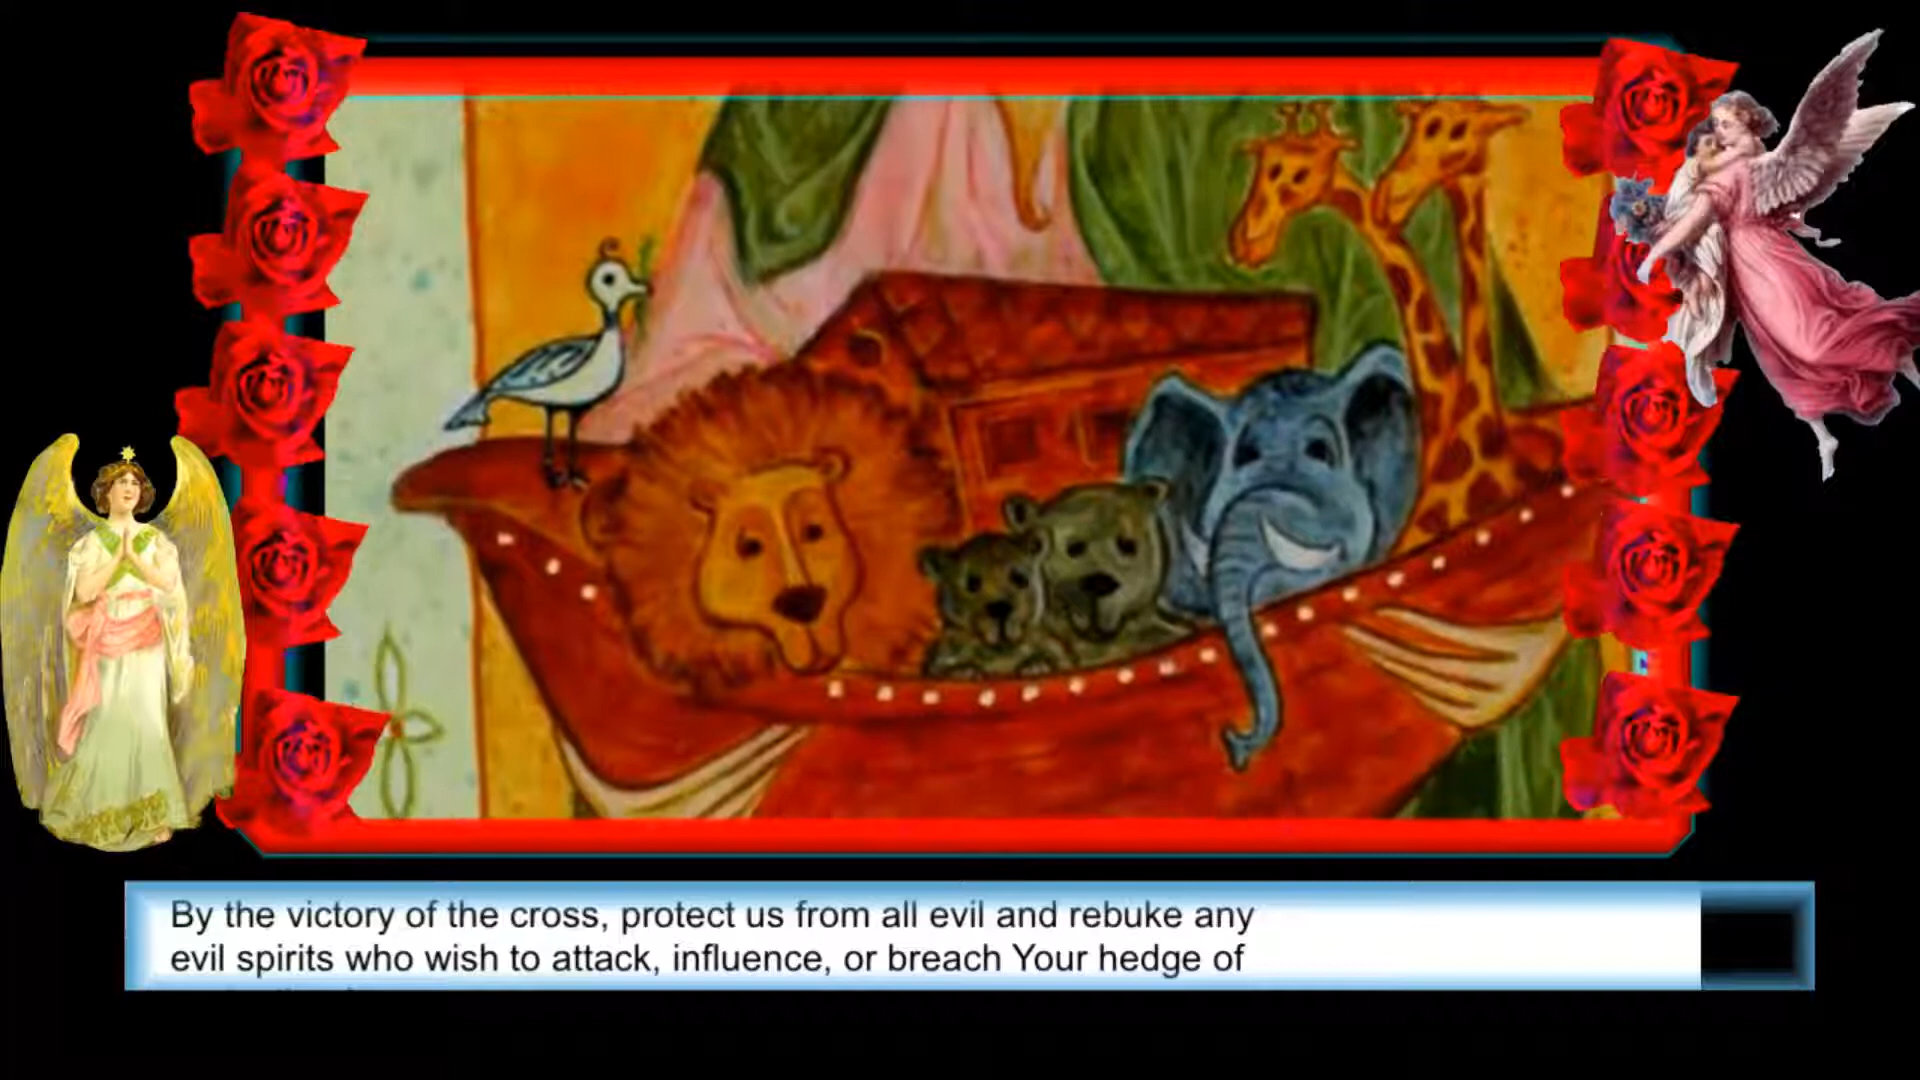 By the victory of the cross, protect us from all evil and rebuke any
evil spirits who wish to attack, influence, or breach Your hedge of